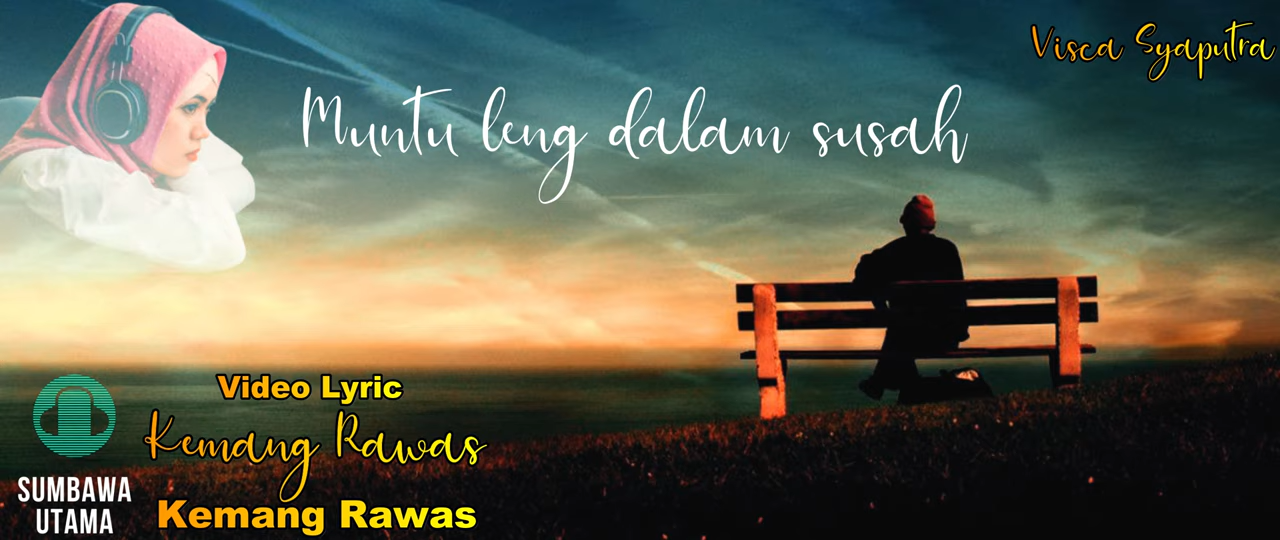 Visca Syaputra
Muntu leng dalam susah
Video Lyric
Kemang Rawas
SUMBAWA
UTAMA
Kemang Rawas